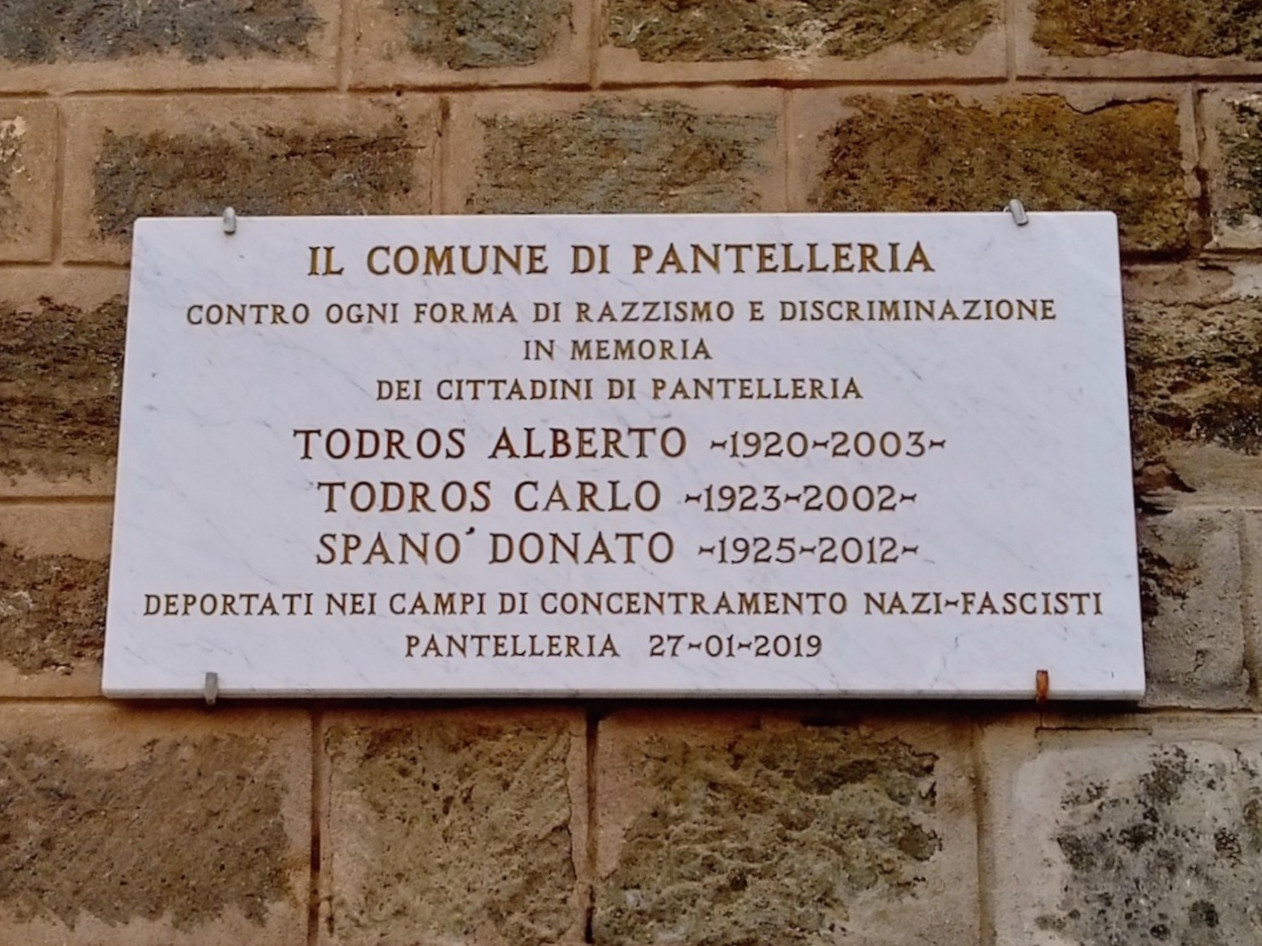 IL COMUNE DI PANTELLERIA
CONTRO OGNI FORMA DI RAZZISMO E DISCRIMINAZIONE
IN MEMORIA
DEI CITTADINI DI PANTELLERIA
TODROS ALBERTO -1920-2003-
TODROS CARLO -1923-2002-
SPANO' DONATO -1925-2012-
DEPORTATI NEI CAMPI DI CONCENTRAMENTO NAZI-FASCISTI
PANTELLERIA 27-01-2019